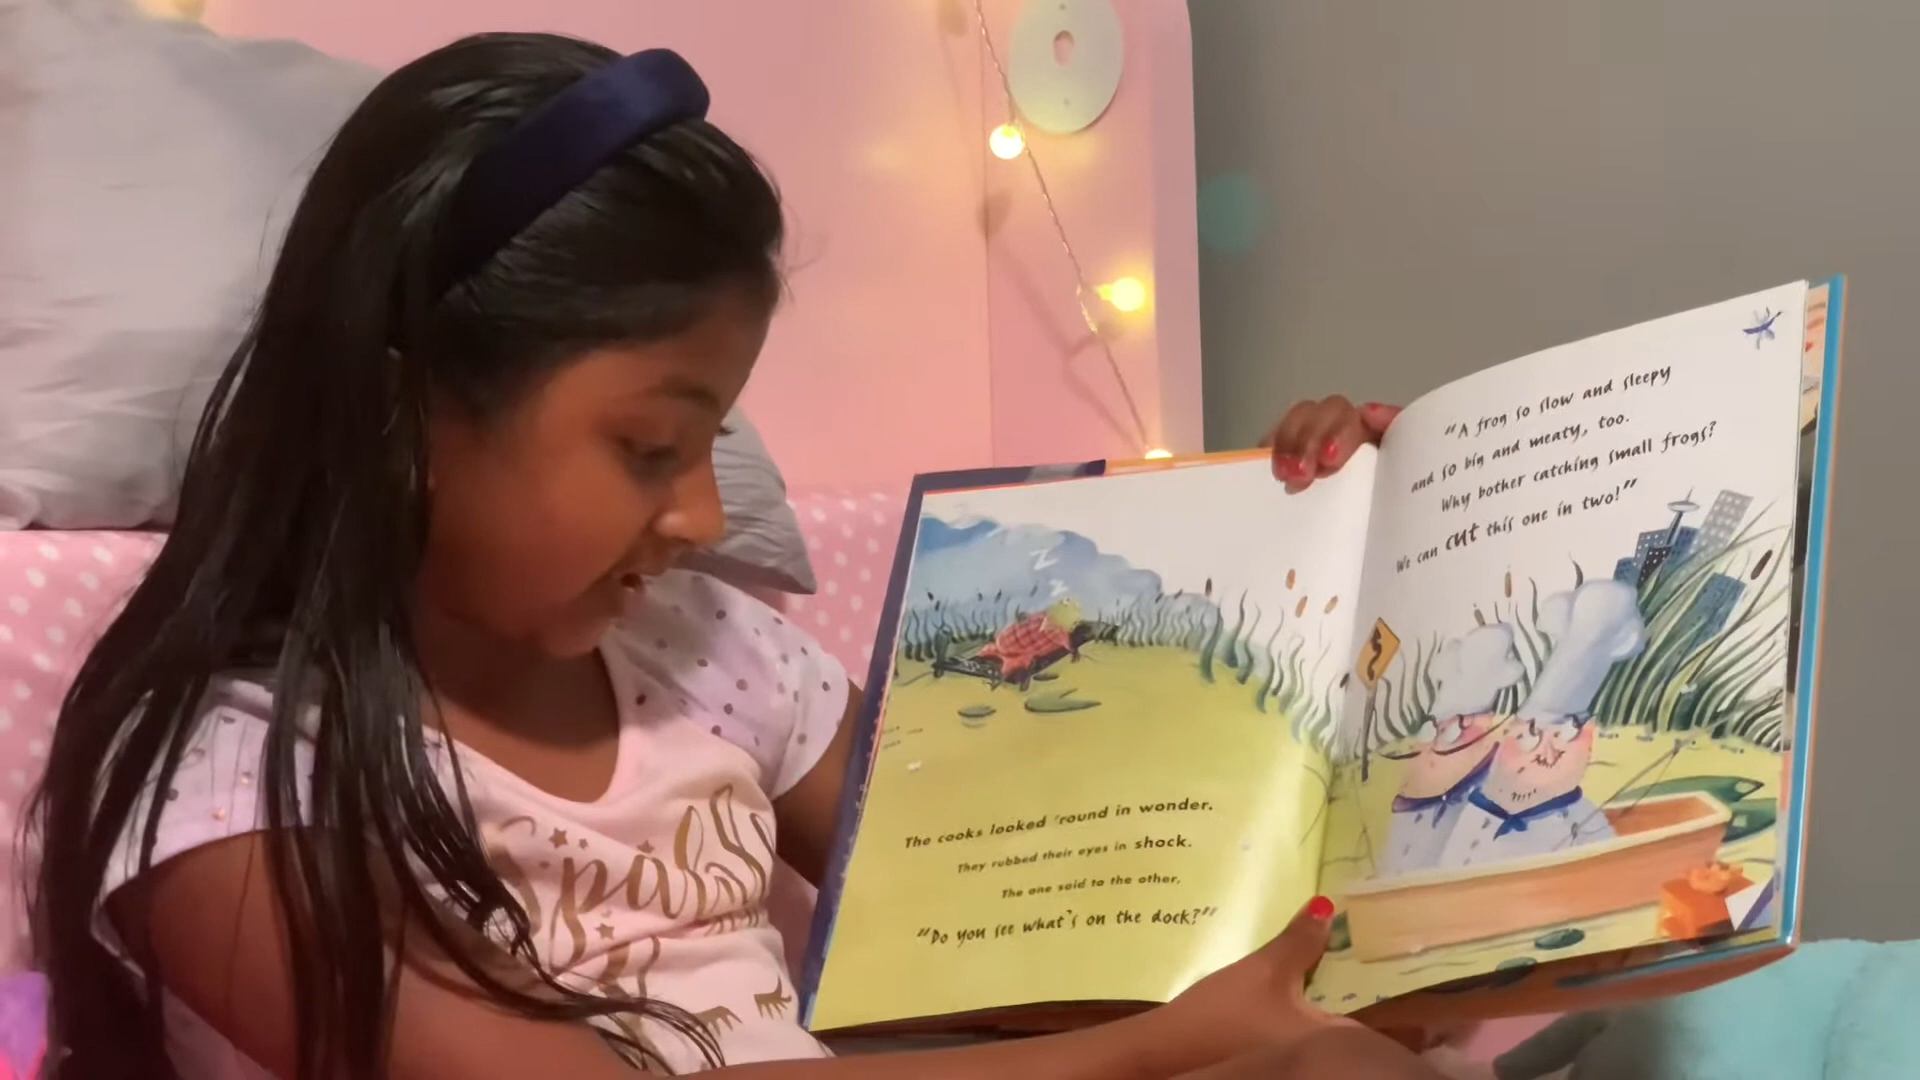 The cooks looked 'round in wonder.
They rubbed their eyes in shock.
The one said to the other,
"Do you see what's on the dock?"
"A frog so slow and sleepy
and so big and meaty, too.
Why bother catching small frogs?
We can cut this one in two!"
Z
Z
Z